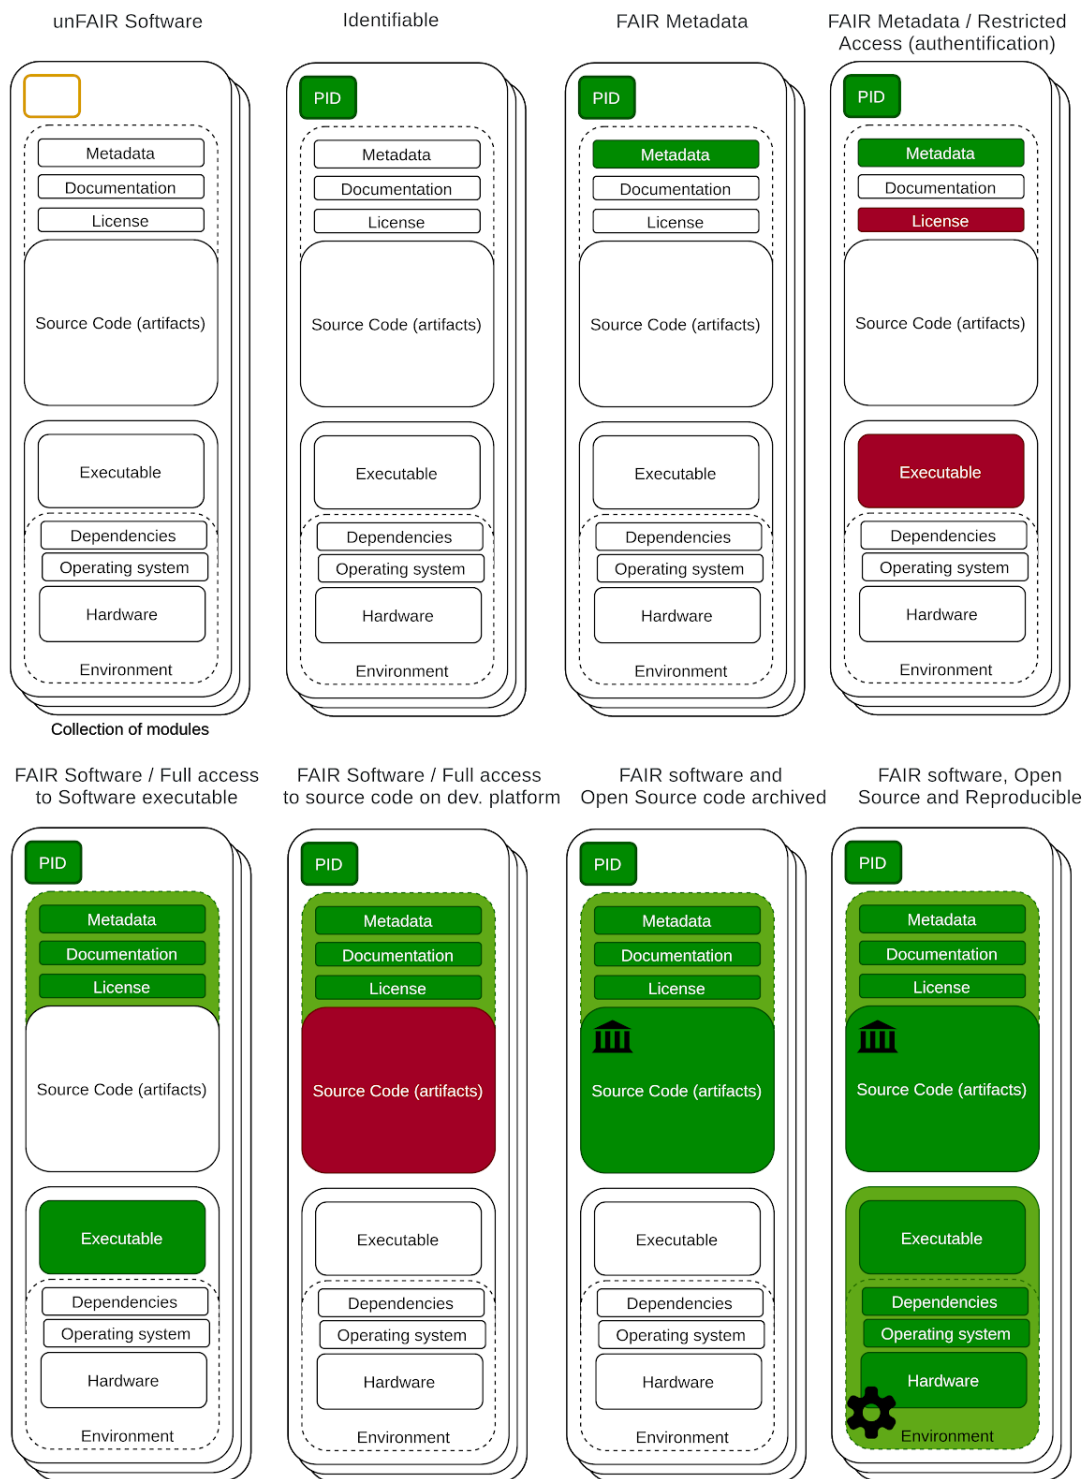 unFAIR Software
Metadata
Documentation
License
Source Code (artifacts)
Executable
Dependencies
Operating system
Hardware
Environment
Collection of modules
Identifiable
PID
Metadata
Documentation
License
Source Code (artifacts)
Executable
Dependencies
Operating system
Hardware
Environment
FAIR Metadata
PID
Metadata
Documentation
License
Source Code (artifacts)
Executable
Dependencies
Operating system
Hardware
Environment
FAIR Metadata / Restricted
Access (authentification)
PID
Metadata
Documentation
License
Source Code (artifacts)
Executable
Dependencies
Operating system
Hardware
Environment
FAIR Software / Full access
to Software executable
PID
Metadata
Documentation
License
Source Code (artifacts)
Executable
Dependencies
Operating system
Hardware
Environment
FAIR Software / Full access
to source code on dev. platform
PID
Metadata
Documentation
License
Source Code (artifacts)
Executable
Dependencies
Operating system
Hardware
Environment
FAIR software and
Open Source code archived
PID
Metadata
Documentation
License
Source Code (artifacts)
Executable
Dependencies
Operating system
Hardware
Environment
FAIR software, Open
Source and Reproducible
PID
Metadata
Documentation
License
Source Code (artifacts)
Executable
Dependencies
Operating system
Hardware
Environment